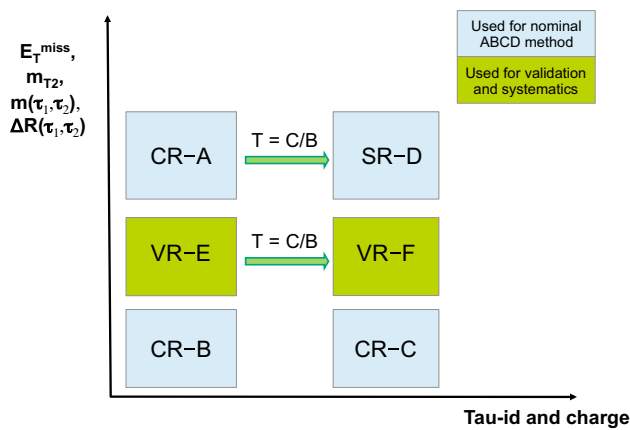 E_T^miss,
m_T2,
m(τ₁,τ₂),
ΔR(τ₁,τ₂)
Used for nominal
ABCD method
Used for validation
and systematics
CR−A
T = C/B
SR−D
VR−E
T = C/B
VR−F
CR−B
CR−C
Tau-id and charge